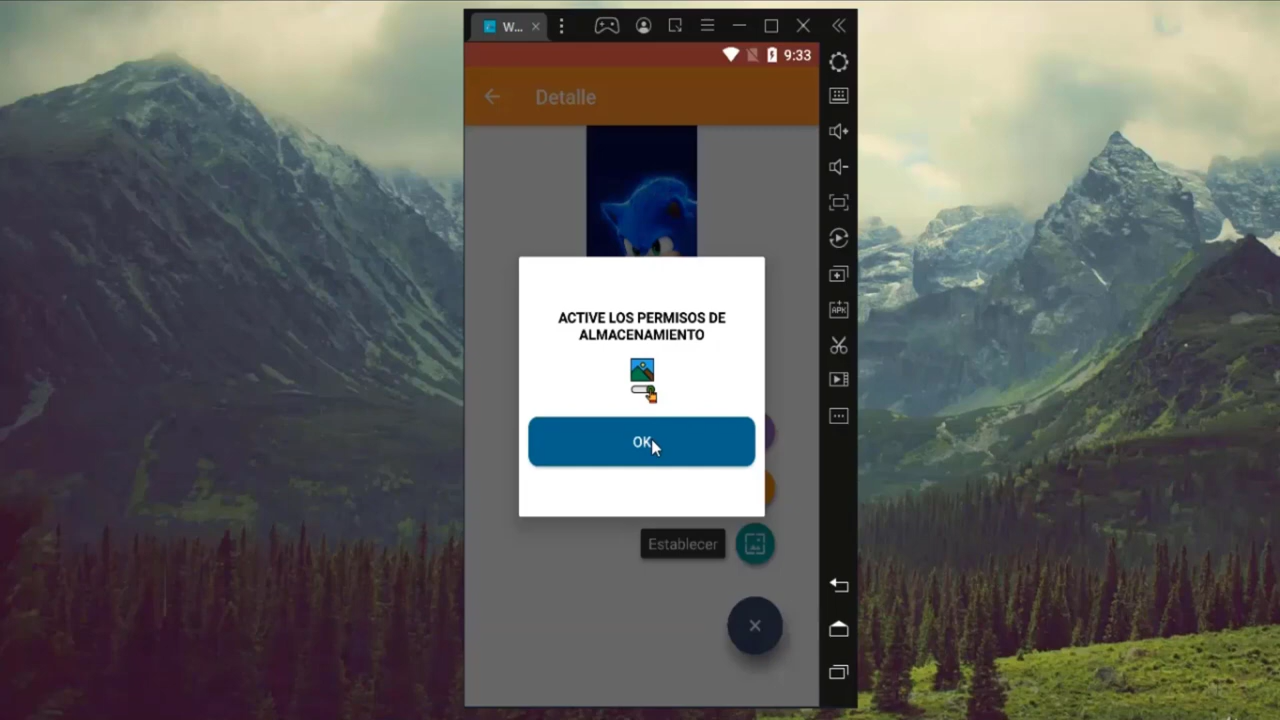 W...
9:33
Detalle
ACTIVE LOS PERMISOS DE
ALMACENAMIENTO
OK
Establecer
APK